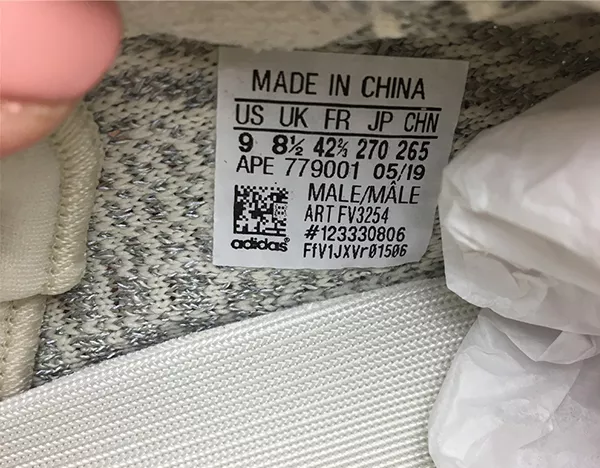 MADE IN CHINA
US UK FR JP CHN
9 8½ 42⅔ 270 265
APE 779001 05/19
MALE/MÂLE
ART FV3254
#123330806
adidas® FfV1JXVr01506